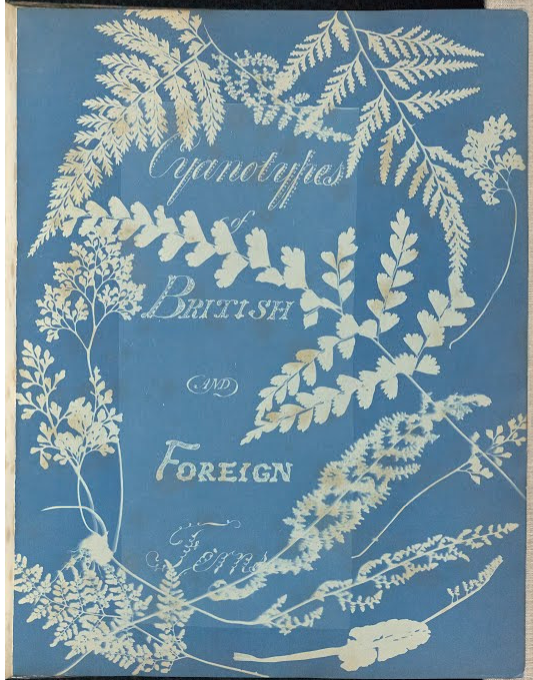 Cyanotypes
of
BRITISH
AND
FOREIGN
Ferns